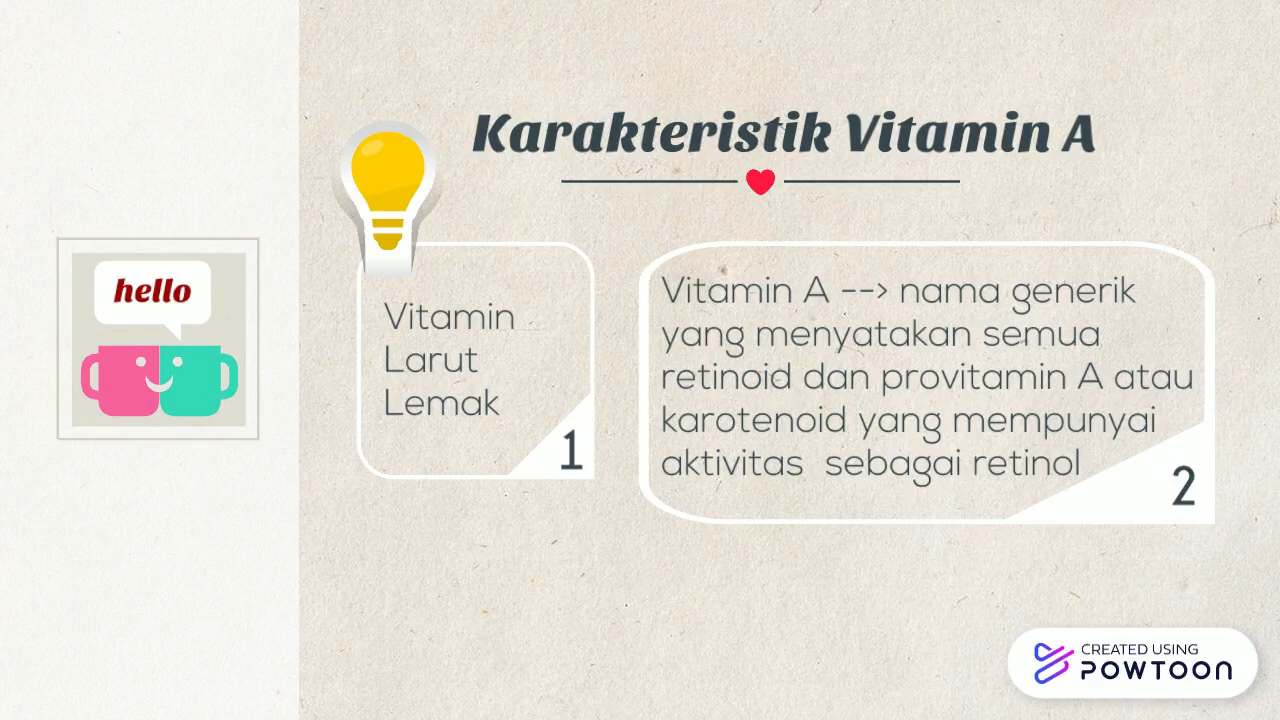 Karakteristik Vitamin A
hello
Vitamin
Larut
Lemak
1
Vitamin A --> nama generik
yang menyatakan semua
retinoid dan provitamin A atau
karotenoid yang mempunyai
aktivitas  sebagai retinol
2
CREATED USING
POWTOON